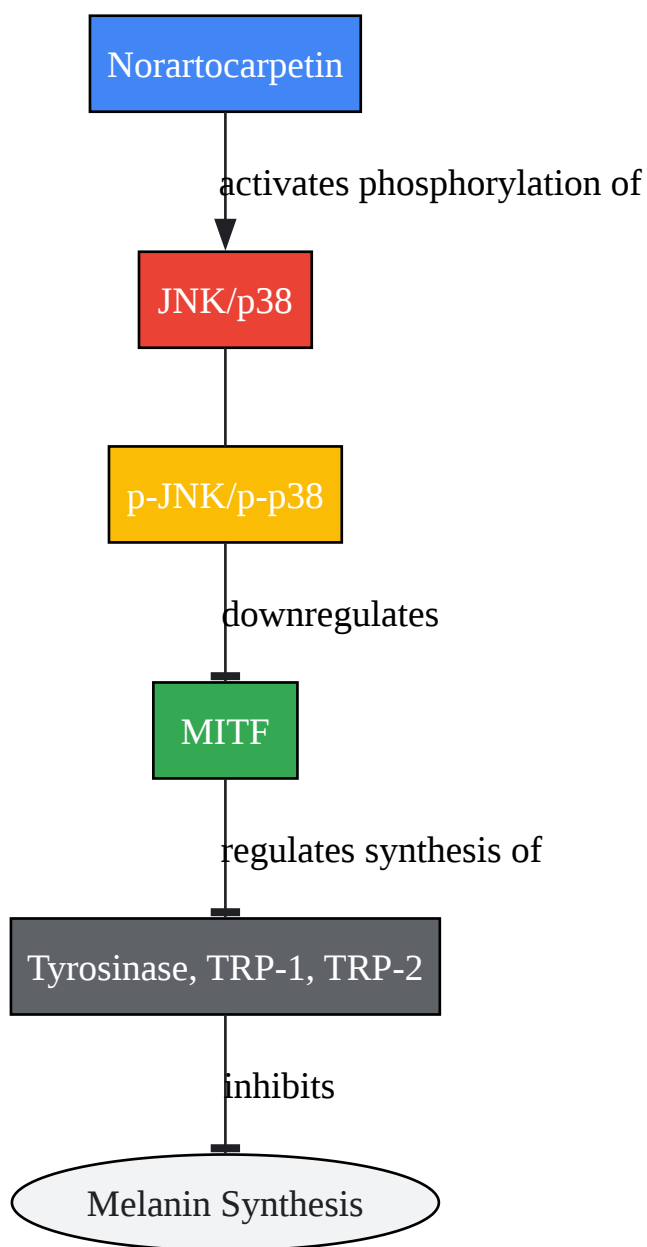 Norartocarpetin
activates phosphorylation of
JNK/p38
p-JNK/p-p38
downregulates
MITF
regulates synthesis of
Tyrosinase, TRP-1, TRP-2
inhibits
Melanin Synthesis